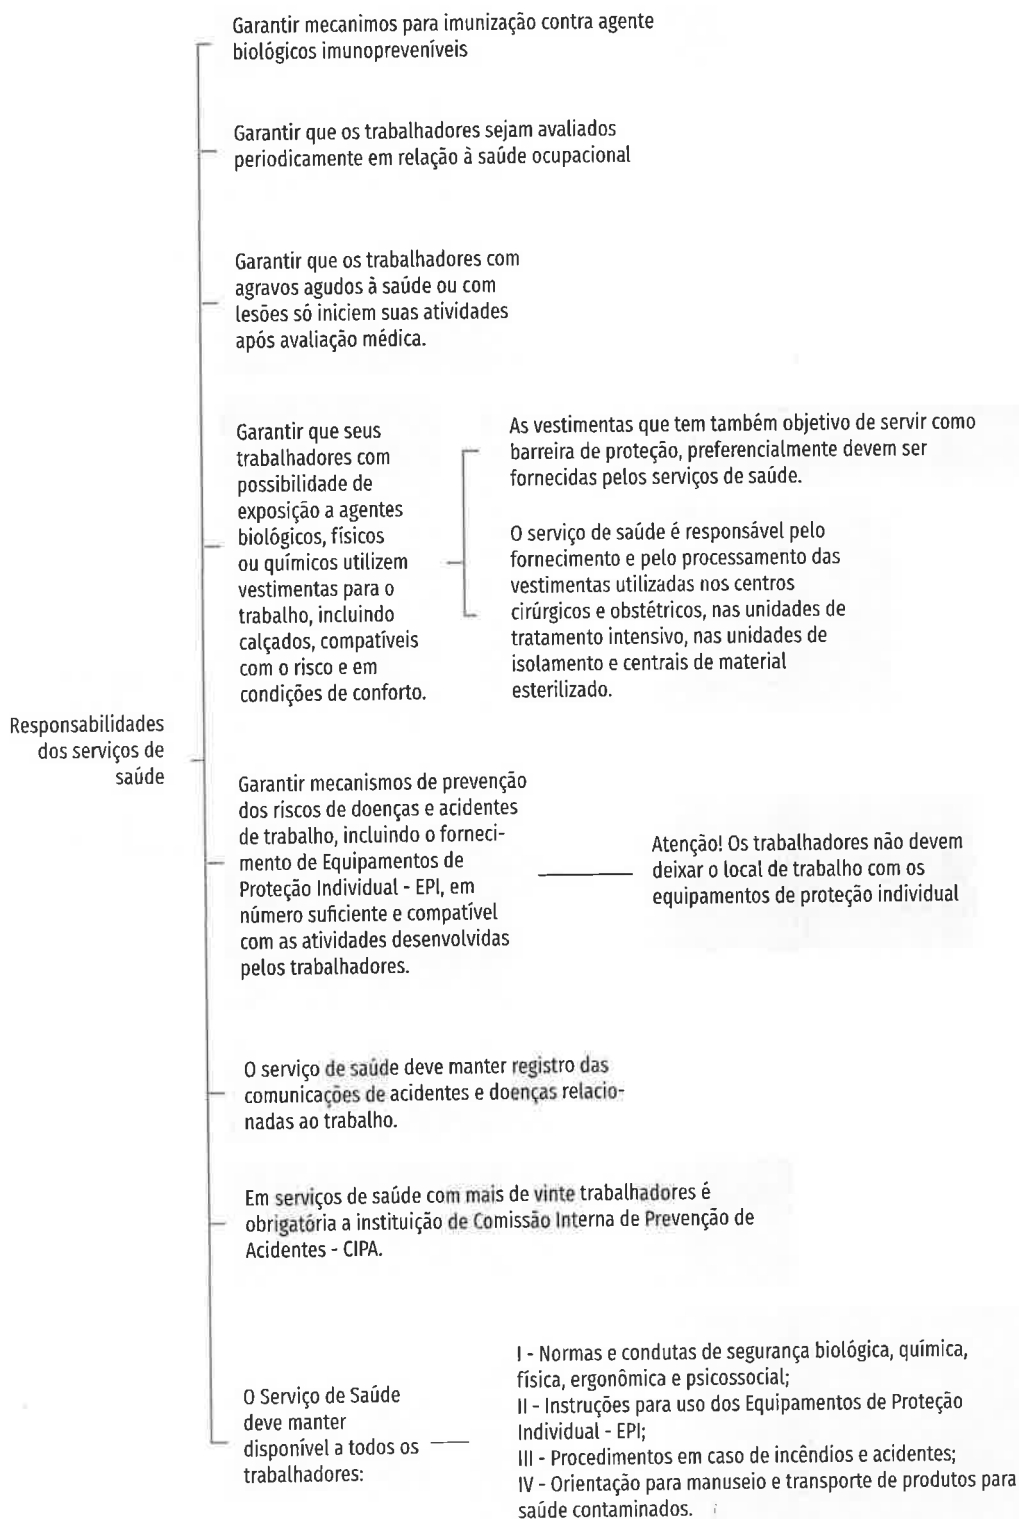 Garantir mecanimos para imunização contra agente
biológicos imunopreveníveis
Garantir que os trabalhadores sejam avaliados
periodicamente em relação à saúde ocupacional
Garantir que os trabalhadores com
agravos agudos à saúde ou com
lesões só iniciem suas atividades
após avaliação médica.
Garantir que seus
trabalhadores com
possibilidade de
exposição a agentes
biológicos, físicos
ou químicos utilizem
vestimentas para o
trabalho, incluindo
calçados, compatíveis
com o risco e em
condições de conforto.
As vestimentas que tem também objetivo de servir como
barreira de proteção, preferencialmente devem ser
fornecidas pelos serviços de saúde.
O serviço de saúde é responsável pelo
fornecimento e pelo processamento das
vestimentas utilizadas nos centros
cirúrgicos e obstétricos, nas unidades de
tratamento intensivo, nas unidades de
isolamento e centrais de material
esterilizado.
Responsabilidades
dos serviços de
saúde
Garantir mecanismos de prevenção
dos riscos de doenças e acidentes
de trabalho, incluindo oforneci-
mento de Equipamentos de
Proteção Individual - EPI, em
número suficiente e compatível
com as atividades desenvolvidas
pelos trabalhadores.
Atenção! Os trabalhadores não devem
deixar o local de trabalho com os
equipamentos de proteção individual
O serviço de saúde deve manter registro das
comunicações de acidentes e doenças relacio-
nadas ao trabalho.
Em serviços de saúde com mais de vinte trabalhadores é
obrigatória a instituição de Comissão Interna de Prevenção de
Acidentes - CIPA.
O Serviço de Saúde
deve manter
disponível a todos os
trabalhadores:
I - Normas e condutas de segurança biológica, química,
física, ergonômica e psicossocial;
II - Instruções para uso dos Equipamentos de Proteção
Individual - EPI;
III - Procedimentos em caso de incêndios e acidentes;
IV - Orientação para manuseio e transporte de produtos para
saúde contaminados.